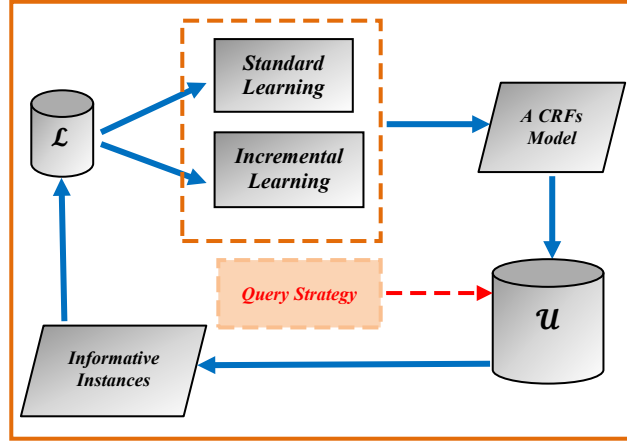 Standard
Learning
ℒ
Incremental
Learning
A CRFs
Model
Query Strategy
𝒰
Informative
Instances